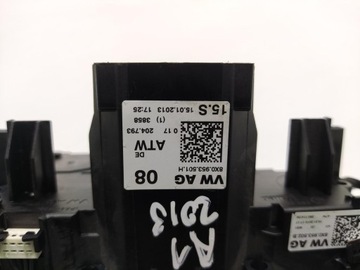 15.S
15.01.2013 17:25
(1) 3858
0 17 204.793
ATW
DE
8X0.953.501.H
VW AG
08
A1
2013
VW AG